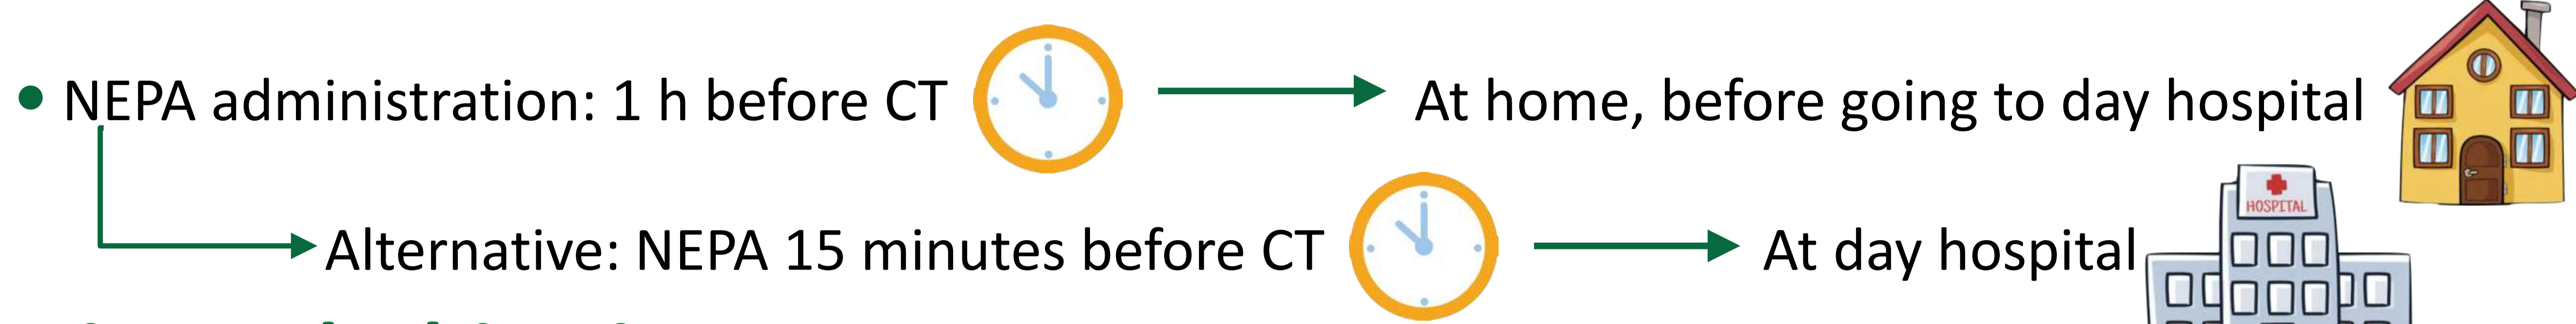 • NEPA administration: 1 h before CT
At home, before going to day hospital
Alternative: NEPA 15 minutes before CT
At day hospital
HOSPITAL